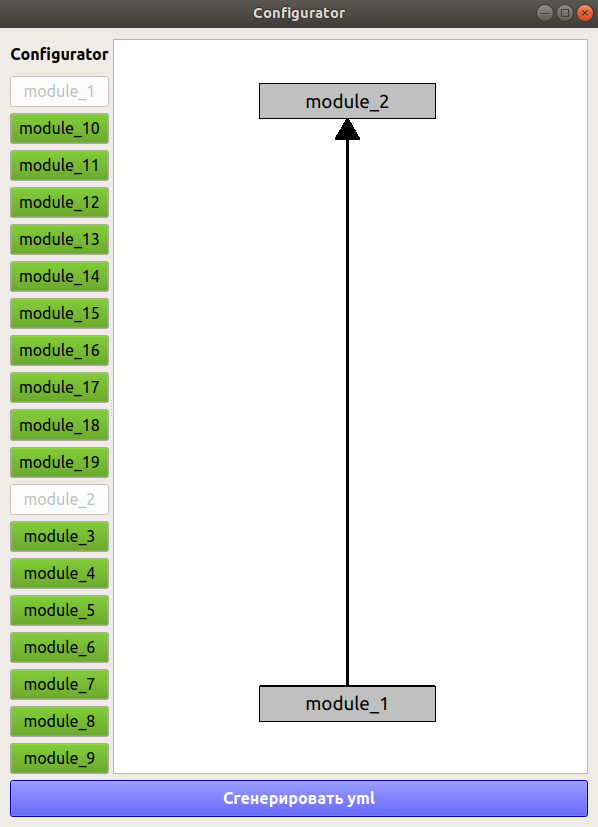 Configurator
Configurator
module_1
module_10
module_11
module_12
module_13
module_14
module_15
module_16
module_17
module_18
module_19
module_2
module_3
module_4
module_5
module_6
module_7
module_8
module_9
module_2
module_1
Сгенерировать yml